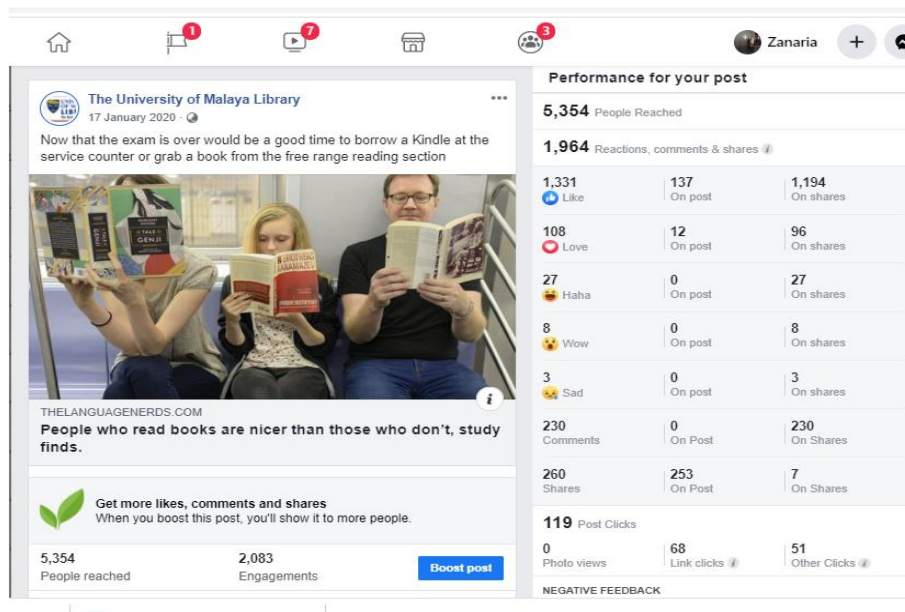 1
7
3
Zanaria
The University of Malaya Library
17 January 2020
Now that the exam is over would be a good time to borrow a Kindle at the
service counter or grab a book from the free range reading section
TALE
GENJI
THELANGUAGENERDS.COM
People who read books are nicer than those who don't, study
finds.
Get more likes, comments and shares
When you boost this post, you'll show it to more people.
5,354
2,083
People reached
Engagements
Boost post
Performance for your post
5,354 People Reached
1,964 Reactions, comments & shares
1,331
137
1,194
Like
On post
On shares
108
12
96
Love
On post
On shares
27
0
27
Haha
On post
On shares
8
0
8
Wow
On post
On shares
3
0
3
Sad
On post
On shares
230
0
230
Comments
On Post
On Shares
260
253
7
Shares
On Post
On Shares
119 Post Clicks
0
68
51
Photo views
Link clicks
Other Clicks
NEGATIVE FEEDBACK